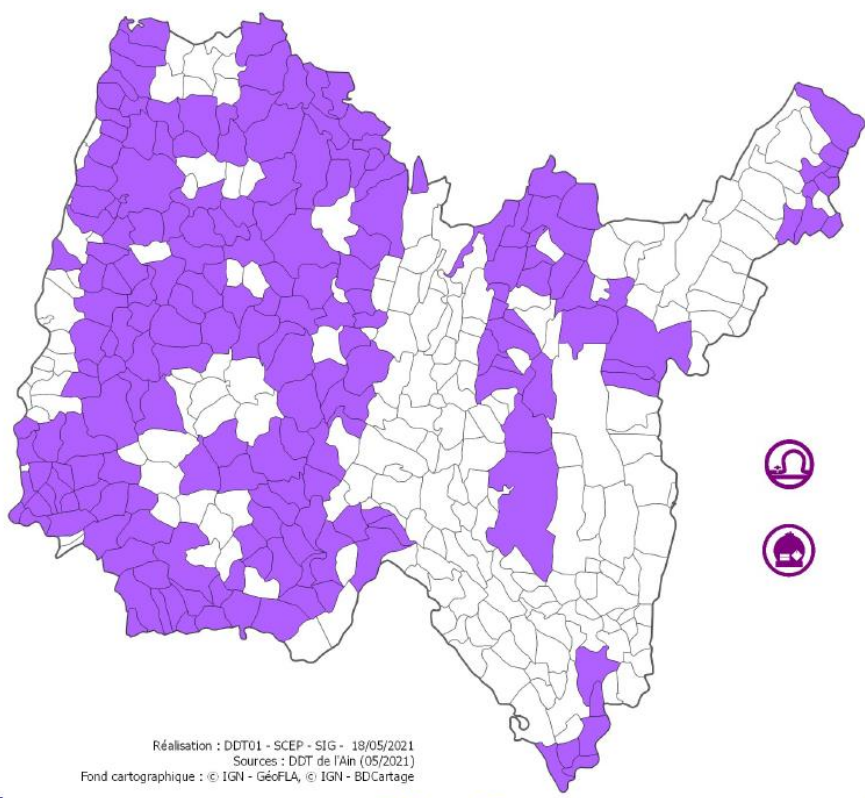 Réalisation : DDT01 - SCEP - SIG - 18/05/2021
Sources : DDT de l'Ain (05/2021)
Fond cartographique : © IGN - GéoFLA, © IGN - BDCartage